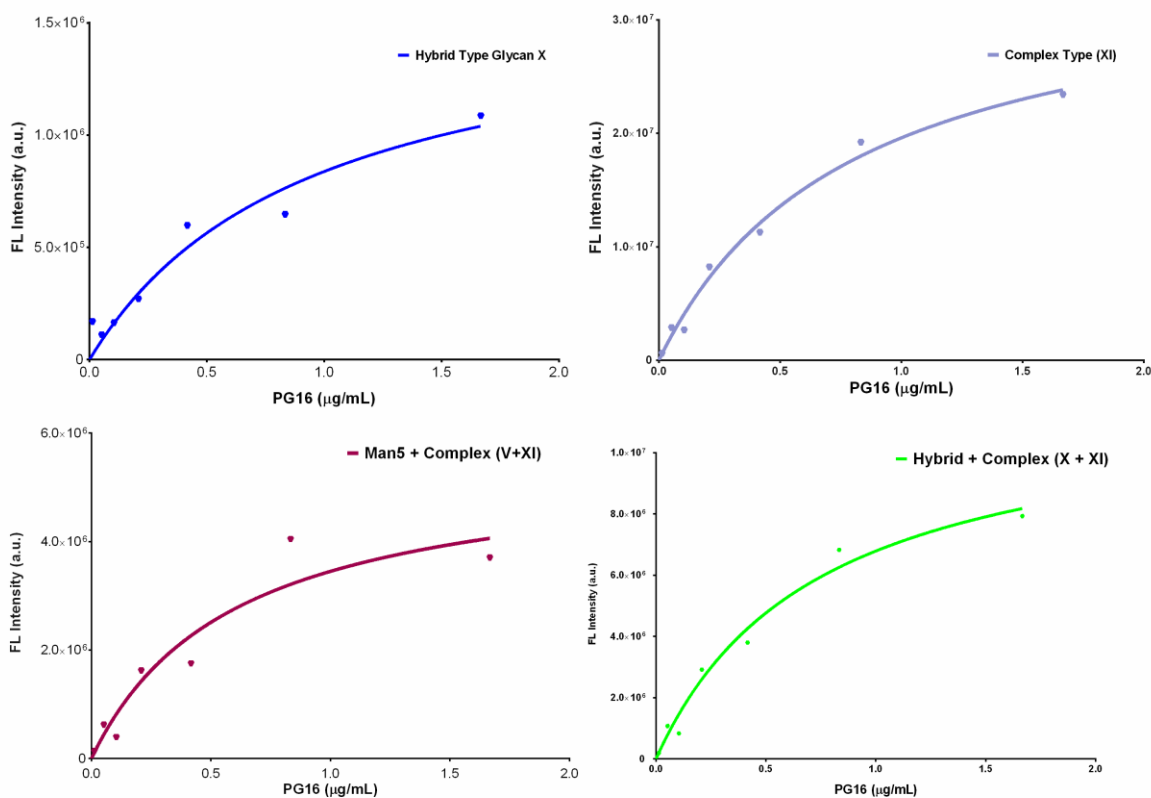 1.5×10⁶
Hybrid Type Glycan X
1.0×10⁶
5.0×10⁵
0
FL Intensity (a.u.)
0.0 0.5 1.0 1.5 2.0
PG16 (μg/mL)
3.0×10⁷
Complex Type (XI)
2.0×10⁷
1.0×10⁷
0
FL Intensity (a.u.)
0.0 0.5 1.0 1.5 2.0
PG16 (μg/mL)
6.0×10⁶
Man5 + Complex (V+XI)
4.0×10⁶
2.0×10⁶
0
FL Intensity (a.u.)
0.0 0.5 1.0 1.5 2.0
PG16 (μg/mL)
1.0×10⁷
Hybrid + Complex (X + XI)
8.0×10⁶
6.0×10⁶
4.0×10⁶
2.0×10⁶
0
FL Intensity (a.u.)
0.0 0.5 1.0 1.5 2.0
PG16 (μg/mL)